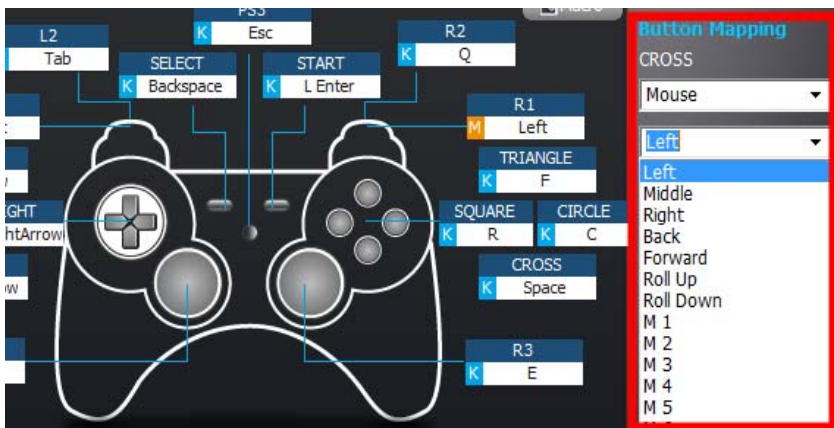 PS3
K Esc
L2
Tab
SELECT
K Backspace
START
K L Enter
R2
K Q
R1
M Left
TRIANGLE
K F
SQUARE
K R
CIRCLE
K C
CROSS
K Space
R3
K E
Button Mapping
CROSS
Mouse
Left
Left
Middle
Right
Back
Forward
Roll Up
Roll Down
M 1
M 2
M 3
M 4
M 5